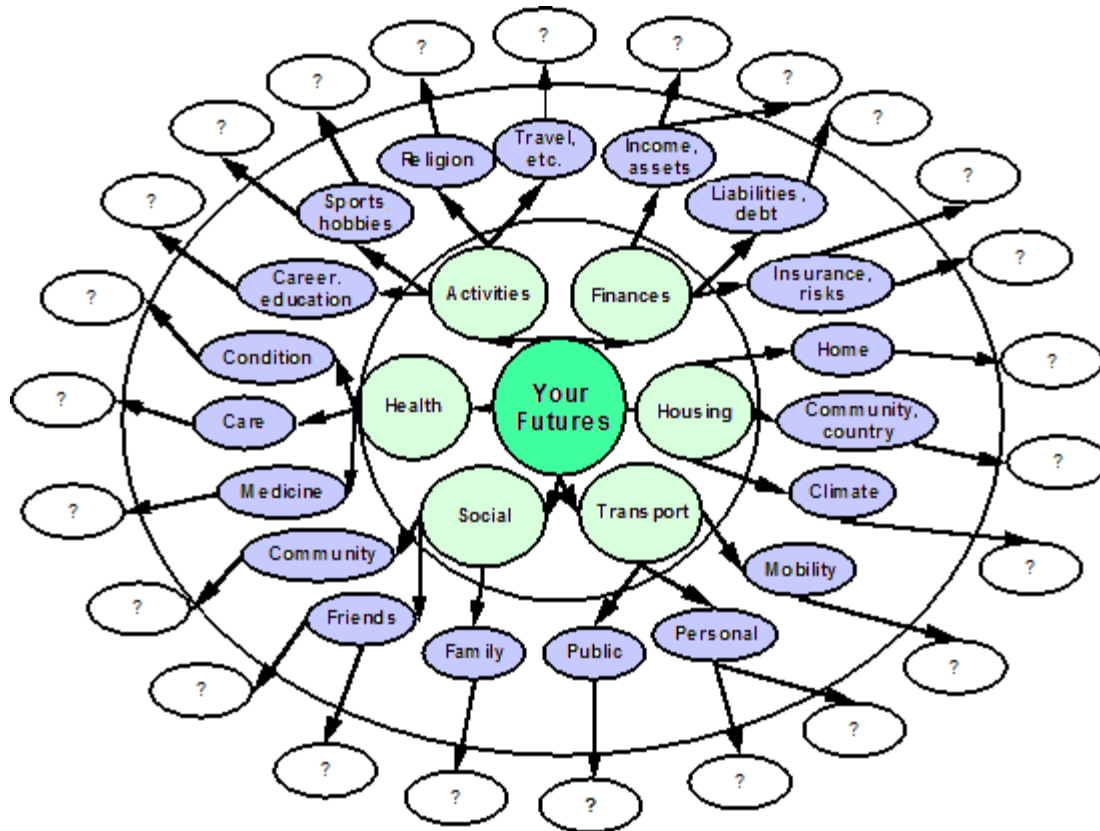 ?
?
?
?
?
?
?
?
Religion
Travel,
etc.
Income,
assets
Sports
hobbies
Liabilities,
debt
?
?
Career.
education
Activities
Finances
Insurance,
risks
?
?
Condition
Home
?
Care
Health
Your
Futures
Housing
Community,
country
?
?
Medicine
Social
Transport
Climate
?
?
Community
Mobility
?
?
Friends
Family
Public
Personal
?
?
?
?
?
?
?